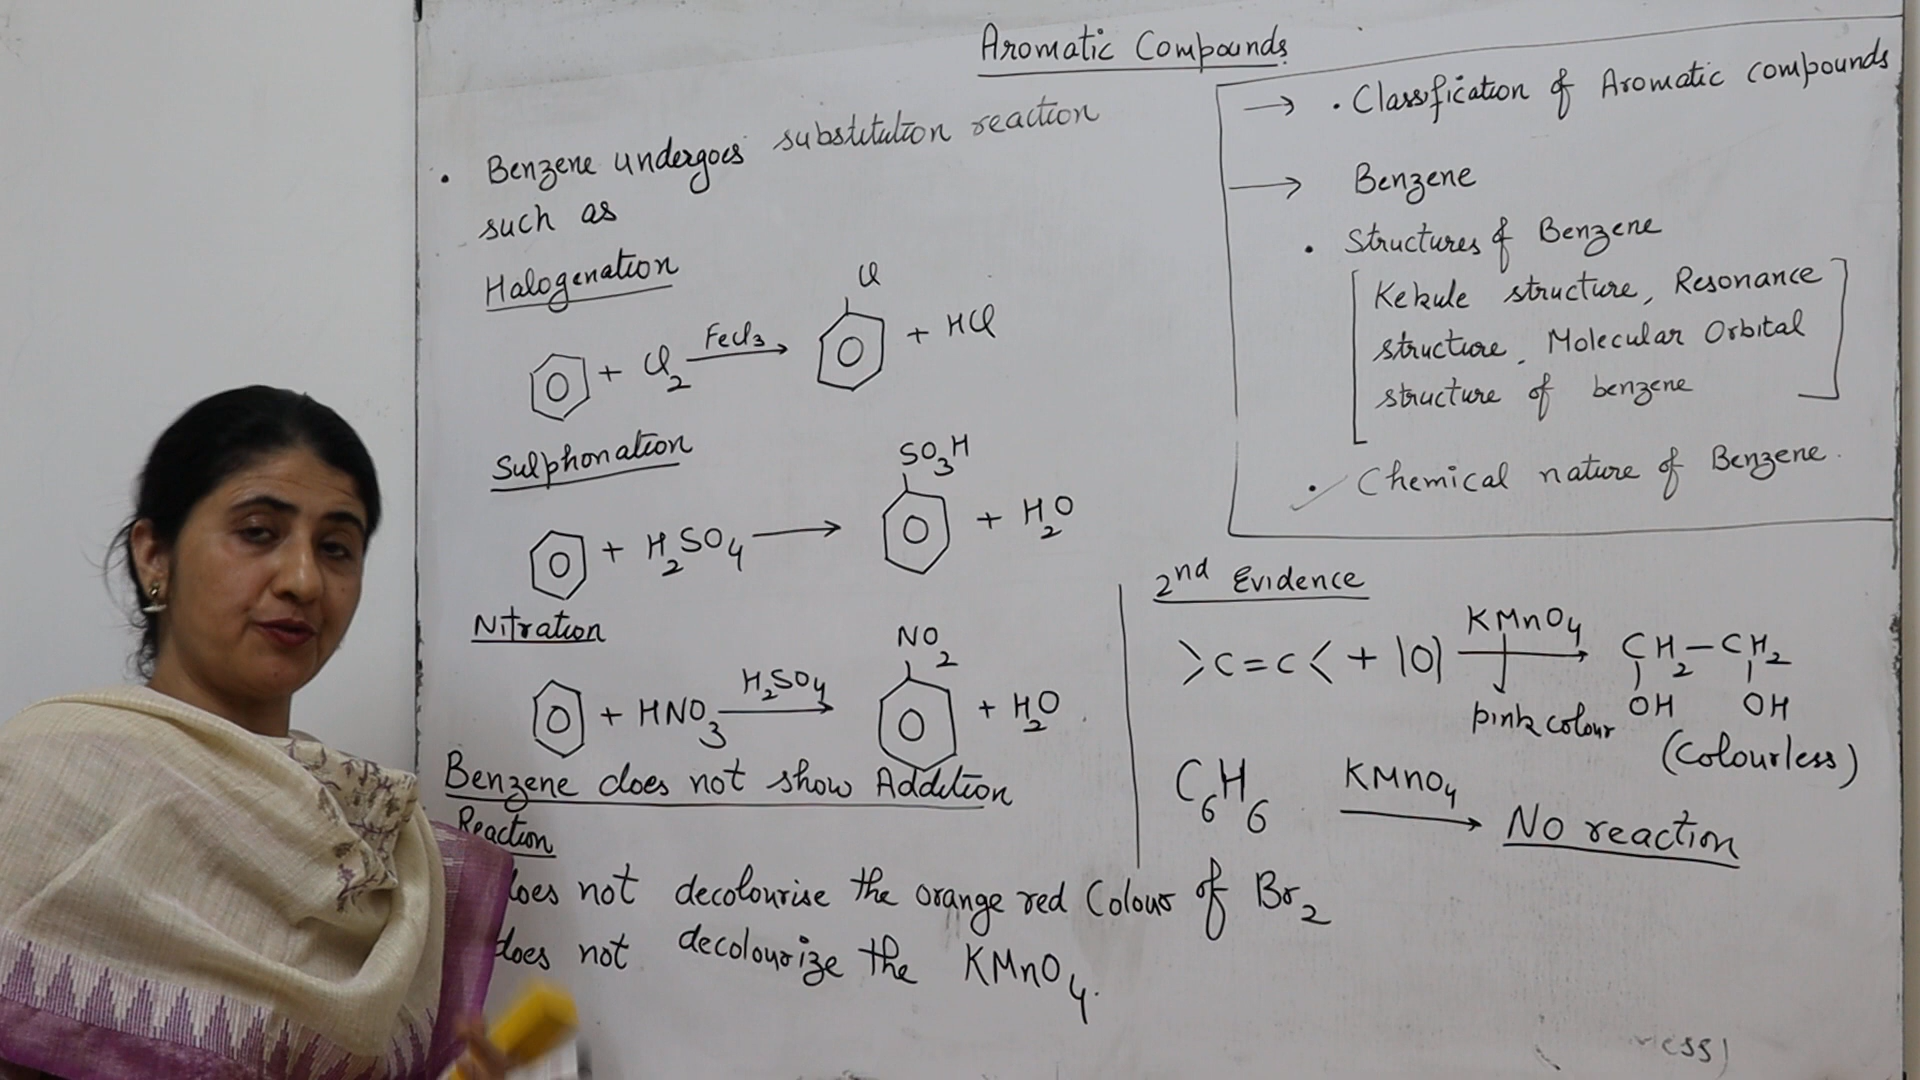 Aromatic Compounds
• Benzene undergoes substitution reaction
such as
Halogenation
+ Cl2 FeCl3 → Cl + HCl
Sulphonation
+ H2SO4 → SO3H + H2O
Nitration
+ HNO3 H2SO4 → NO2 + H2O
Benzene does not show Addition
Reaction
does not decolourise the orange red Colour of Br2
does not decolourize the KMnO4.
→ • Classification of Aromatic compounds
→ Benzene
• Structures of Benzene
[Kekule structure, Resonance
structure, Molecular Orbital
structure of benzene]
• Chemical nature of Benzene.
2nd Evidence
>C=C< + |O| KMnO4 → CH2-CH2
pink colour OH OH
(Colourless)
C6H6 KMnO4 → No reaction